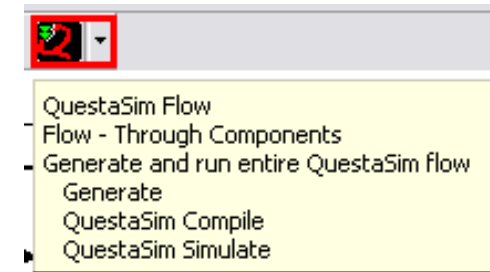 QuestaSim Flow
Flow - Through Components
Generate and run entire QuestaSim flow
Generate
QuestaSim Compile
QuestaSim Simulate